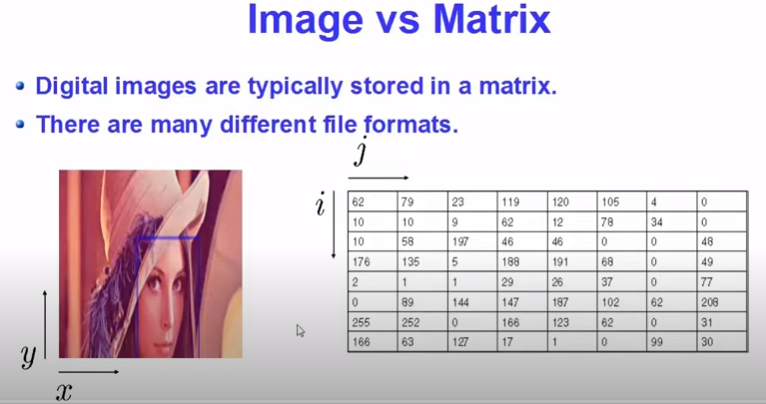 Image vs Matrix
Digital images are typically stored in a matrix.
There are many different file formats.
j
i
62 79 23 119 120 105 4 0
10 10 9 62 12 78 34 0
10 58 197 46 46 0 0 48
176 135 5 188 191 68 0 49
2 1 1 29 26 37 0 77
0 89 144 147 187 102 62 208
255 252 0 166 123 62 0 31
166 63 127 17 1 0 99 30
y
x